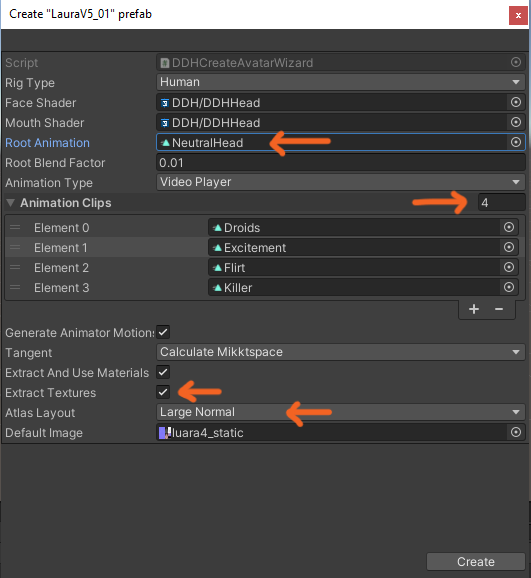 Create "LauraV5_01" prefab
x
Script DDHCreateAvatarWizard
Rig Type Human
Face Shader DDH/DDHHead
Mouth Shader DDH/DDHHead
Root Animation NeutralHead
Root Blend Factor 0.01
Animation Type Video Player
Animation Clips 4
Element 0 Droids
Element 1 Excitement
Element 2 Flirt
Element 3 Killer
+ −
Generate Animator Motion
Tangent Calculate Mikktspace
Extract And Use Materials
Extract Textures
Atlas Layout Large Normal
Default Image luara4_static
Create